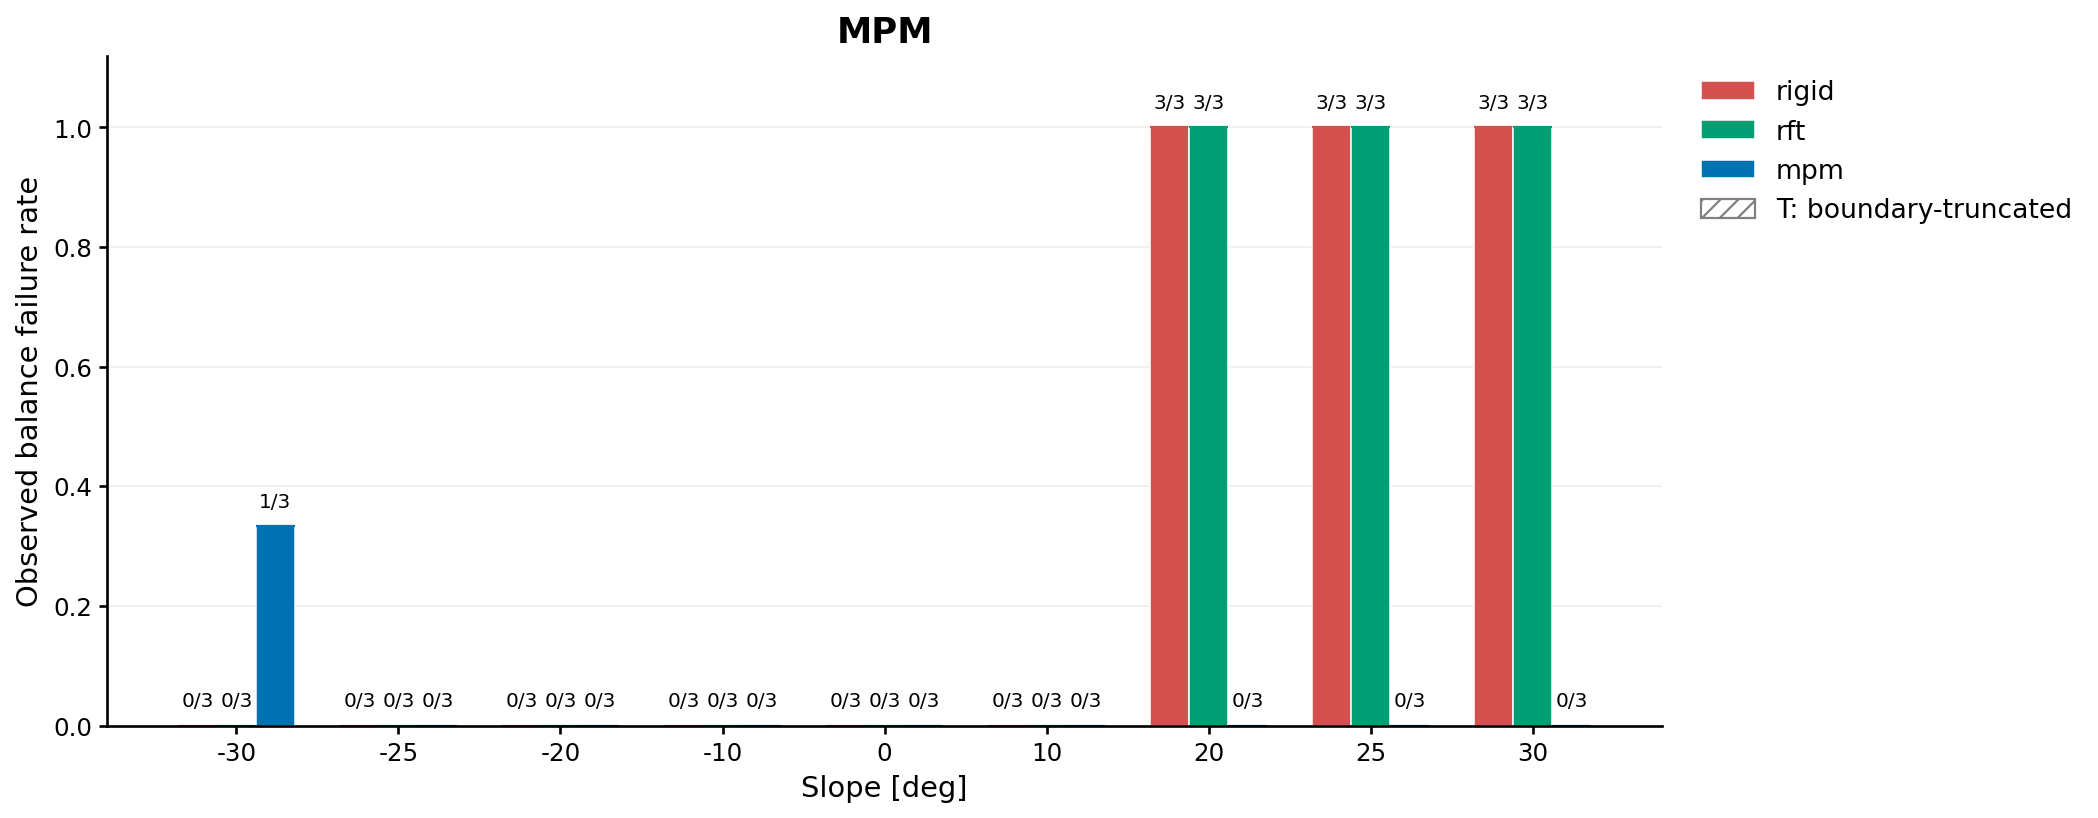 MPM
Observed balance failure rate
1.0
0.8
0.6
0.4
0.2
0.0
3/3 3/3
3/3 3/3
3/3 3/3
1/3
0/3 0/3
0/3 0/3 0/3
0/3 0/3 0/3
0/3 0/3 0/3
0/3 0/3 0/3
0/3 0/3 0/3
0/3
0/3
0/3
-30 -25 -20 -10 0 10 20 25 30
Slope [deg]
rigid
rft
mpm
T: boundary-truncated